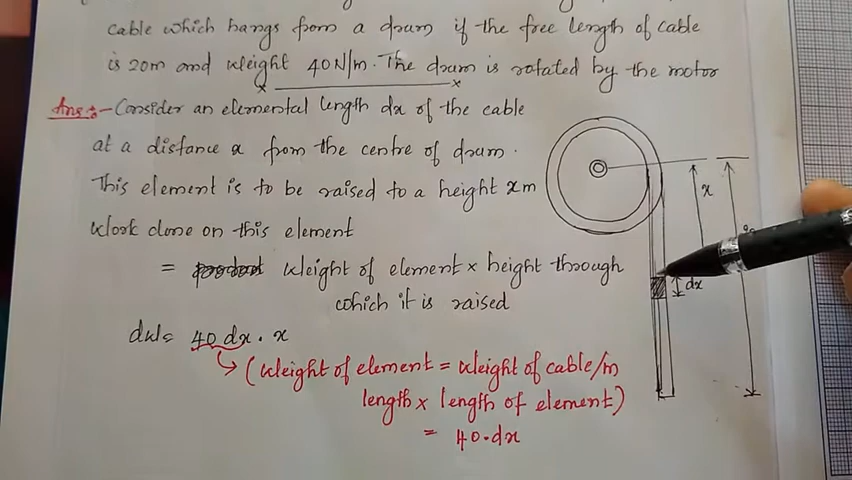 cable which hangs from a drum if the free length of cable
is 20m and weight 40N/m. The drum is rotated by the motor
Ans:- Consider an elemental length dx of the cable
at a distance x from the centre of drum.
This element is to be raised to a height x m
Work done on this element
= weight of element × height through
which it is raised
dw = 40 dx . x
(weight of element = weight of cable/m
length × length of element)
= 40.dx
x
dx